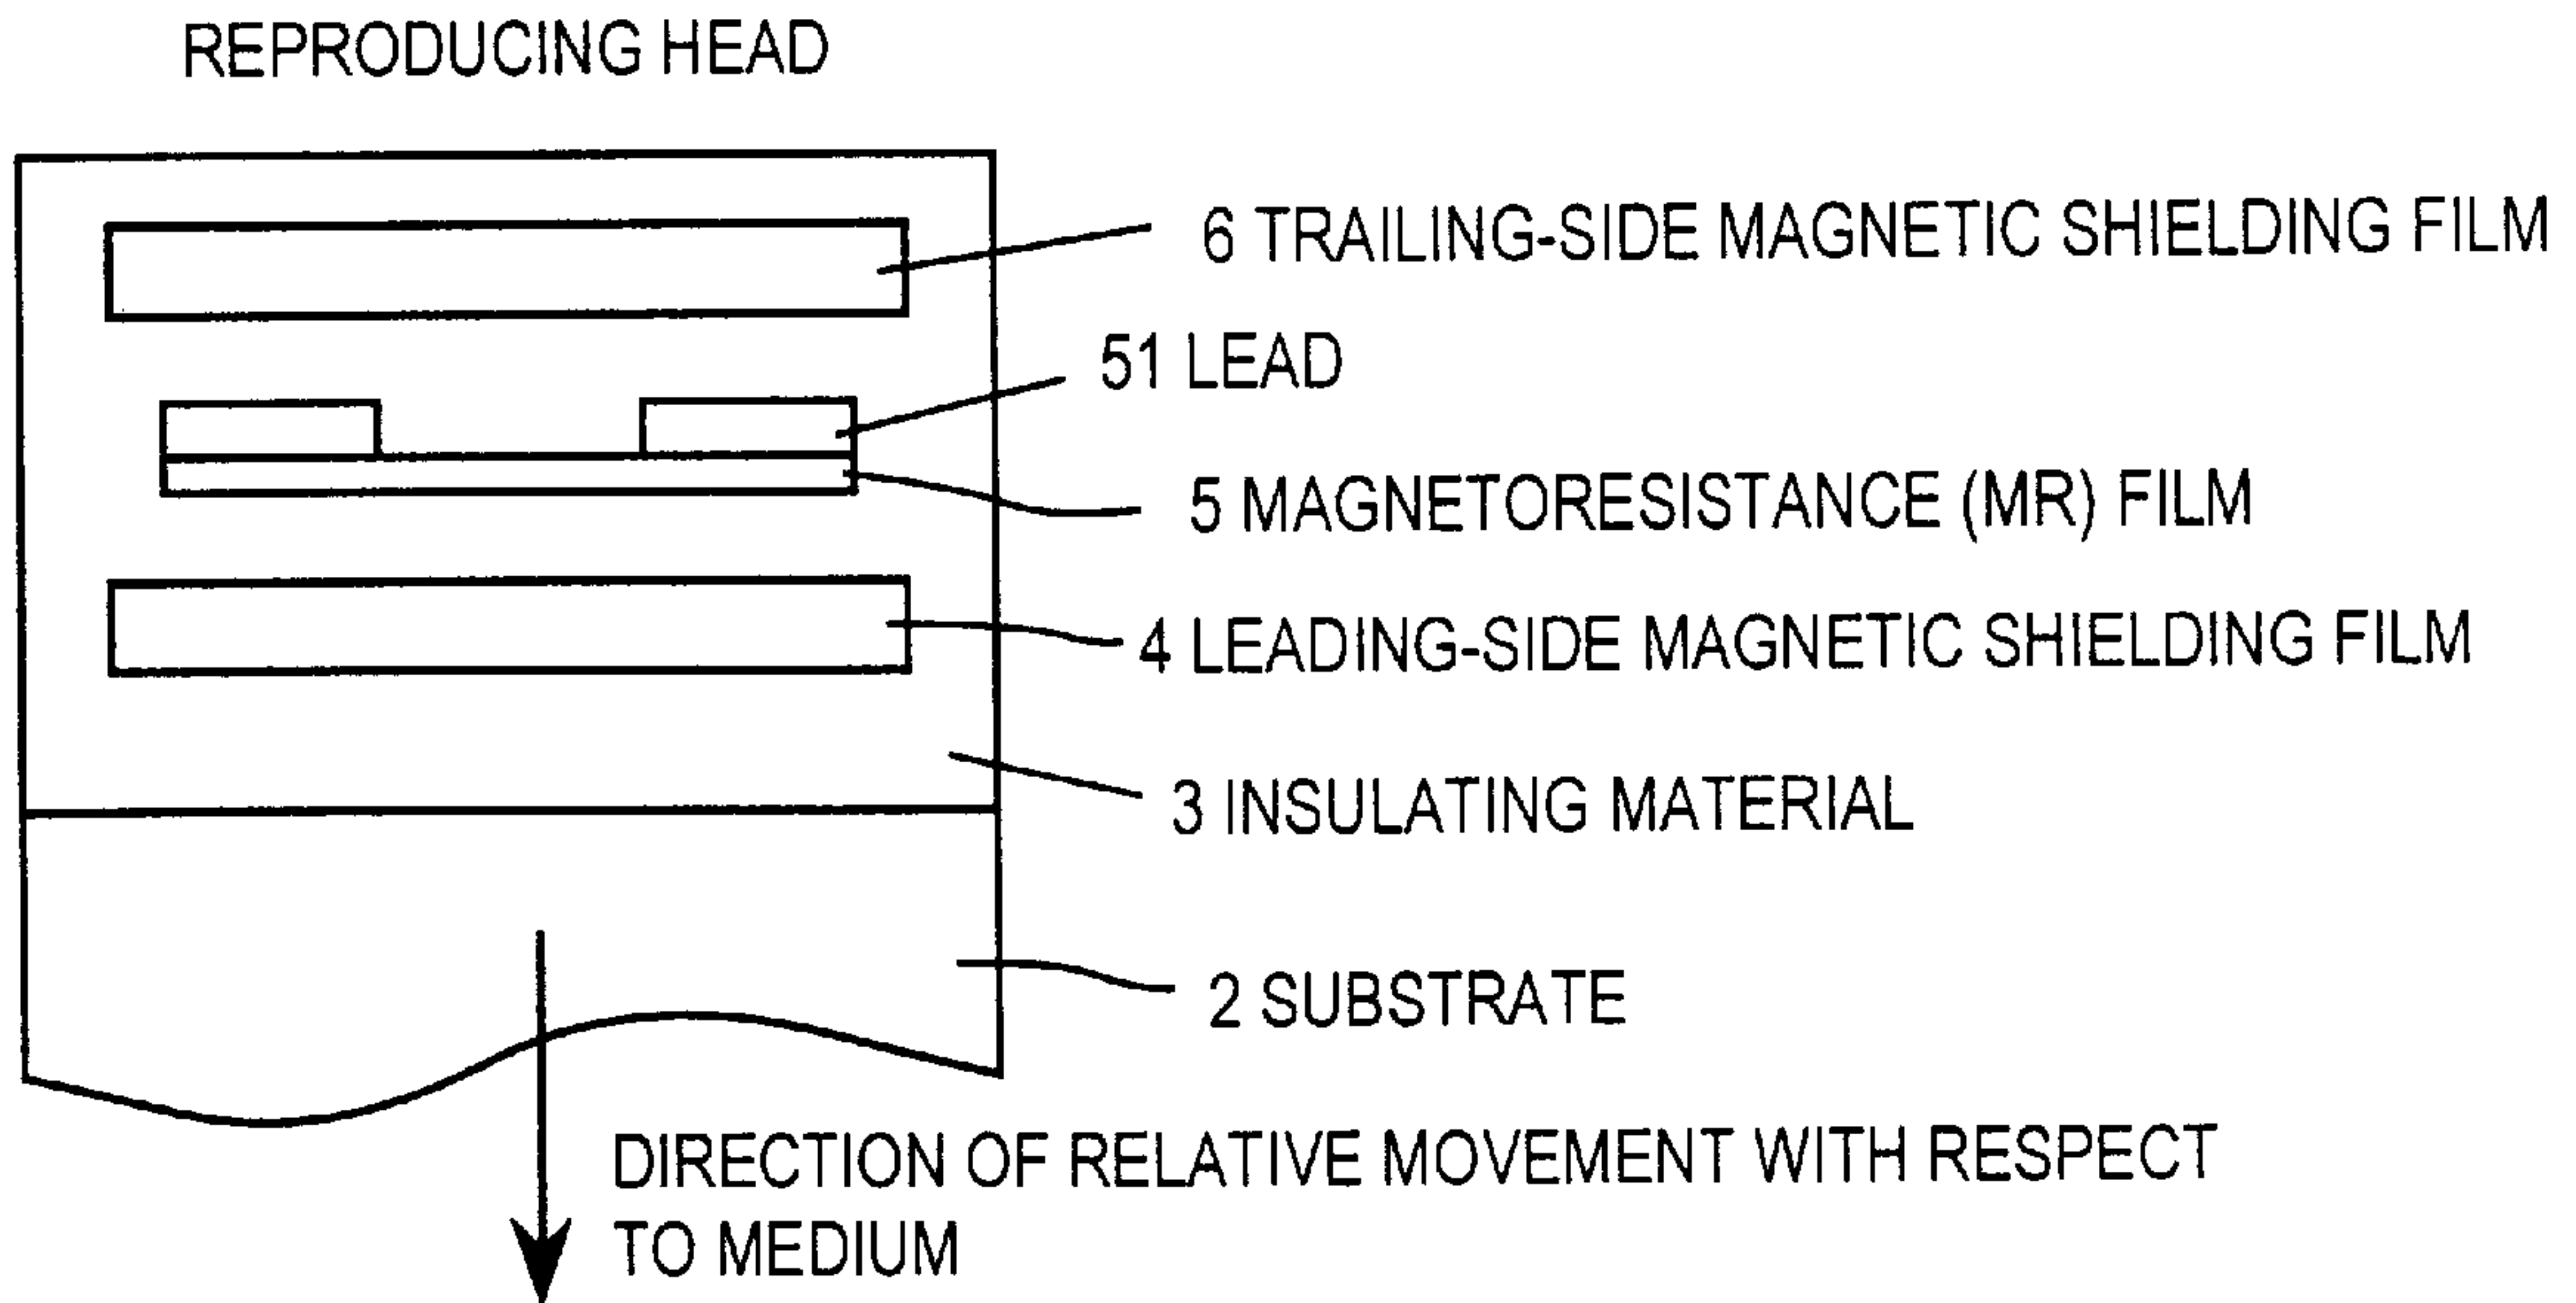 REPRODUCING HEAD
6 TRAILING-SIDE MAGNETIC SHIELDING FILM
51 LEAD
5 MAGNETORESISTANCE (MR) FILM
4 LEADING-SIDE MAGNETIC SHIELDING FILM
3 INSULATING MATERIAL
2 SUBSTRATE
DIRECTION OF RELATIVE MOVEMENT WITH RESPECT
TO MEDIUM